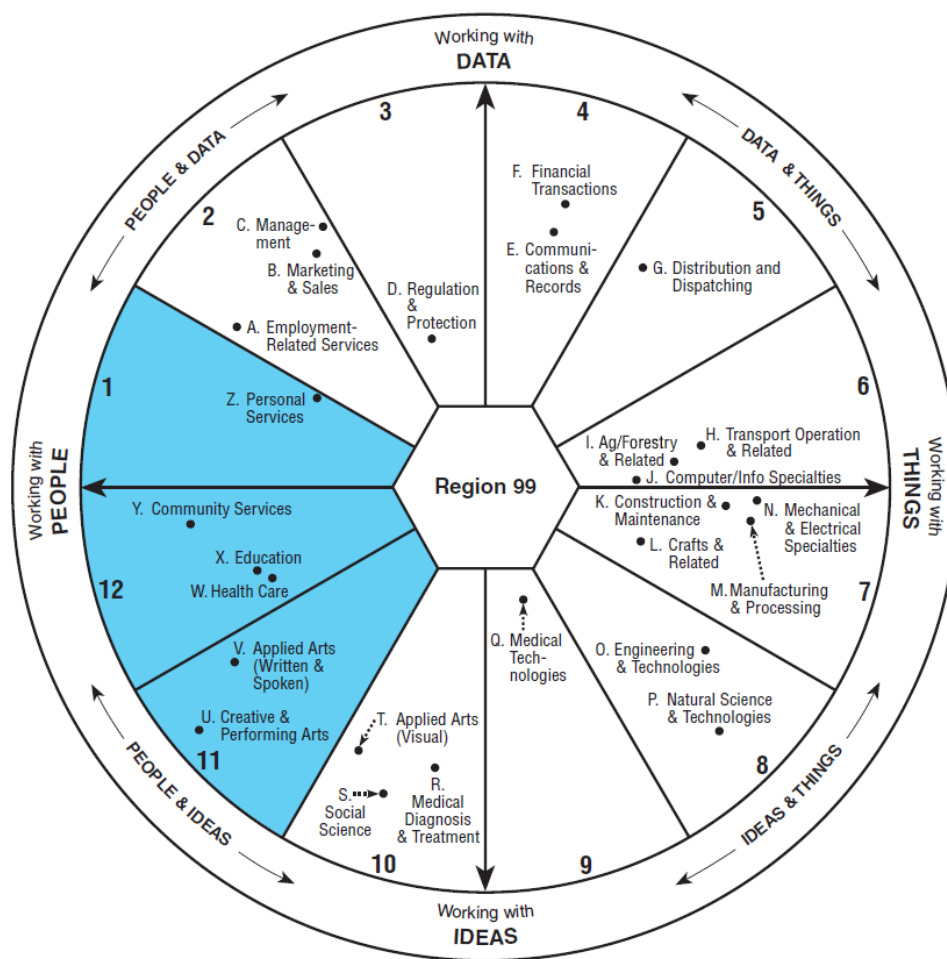 Working with
DATA
PEOPLE & DATA
DATA & THINGS
3
4
2
5
1
6
F. Financial
Transactions
E. Communi-
cations &
Records
C. Manage-
ment
B. Marketing
& Sales
A. Employment-
Related Services
D. Regulation
&
Protection
G. Distribution and
Dispatching
Z. Personal
Services
I. Ag/Forestry
& Related
H. Transport Operation
& Related
J. Computer/Info Specialties
Working with
PEOPLE
Region 99
Working with
THINGS
Y. Community Services
X. Education
W. Health Care
K. Construction &
Maintenance
N. Mechanical
& Electrical
Specialties
L. Crafts &
Related
M. Manufacturing
& Processing
12
7
V. Applied Arts
(Written &
Spoken)
U. Creative &
Performing Arts
Q. Medical
Tech-
nologies
O. Engineering
& Technologies
P. Natural Science
& Technologies
T. Applied Arts
(Visual)
S.
Social
Science
R.
Medical
Diagnosis
& Treatment
11
8
10
9
PEOPLE & IDEAS
IDEAS & THINGS
Working with
IDEAS